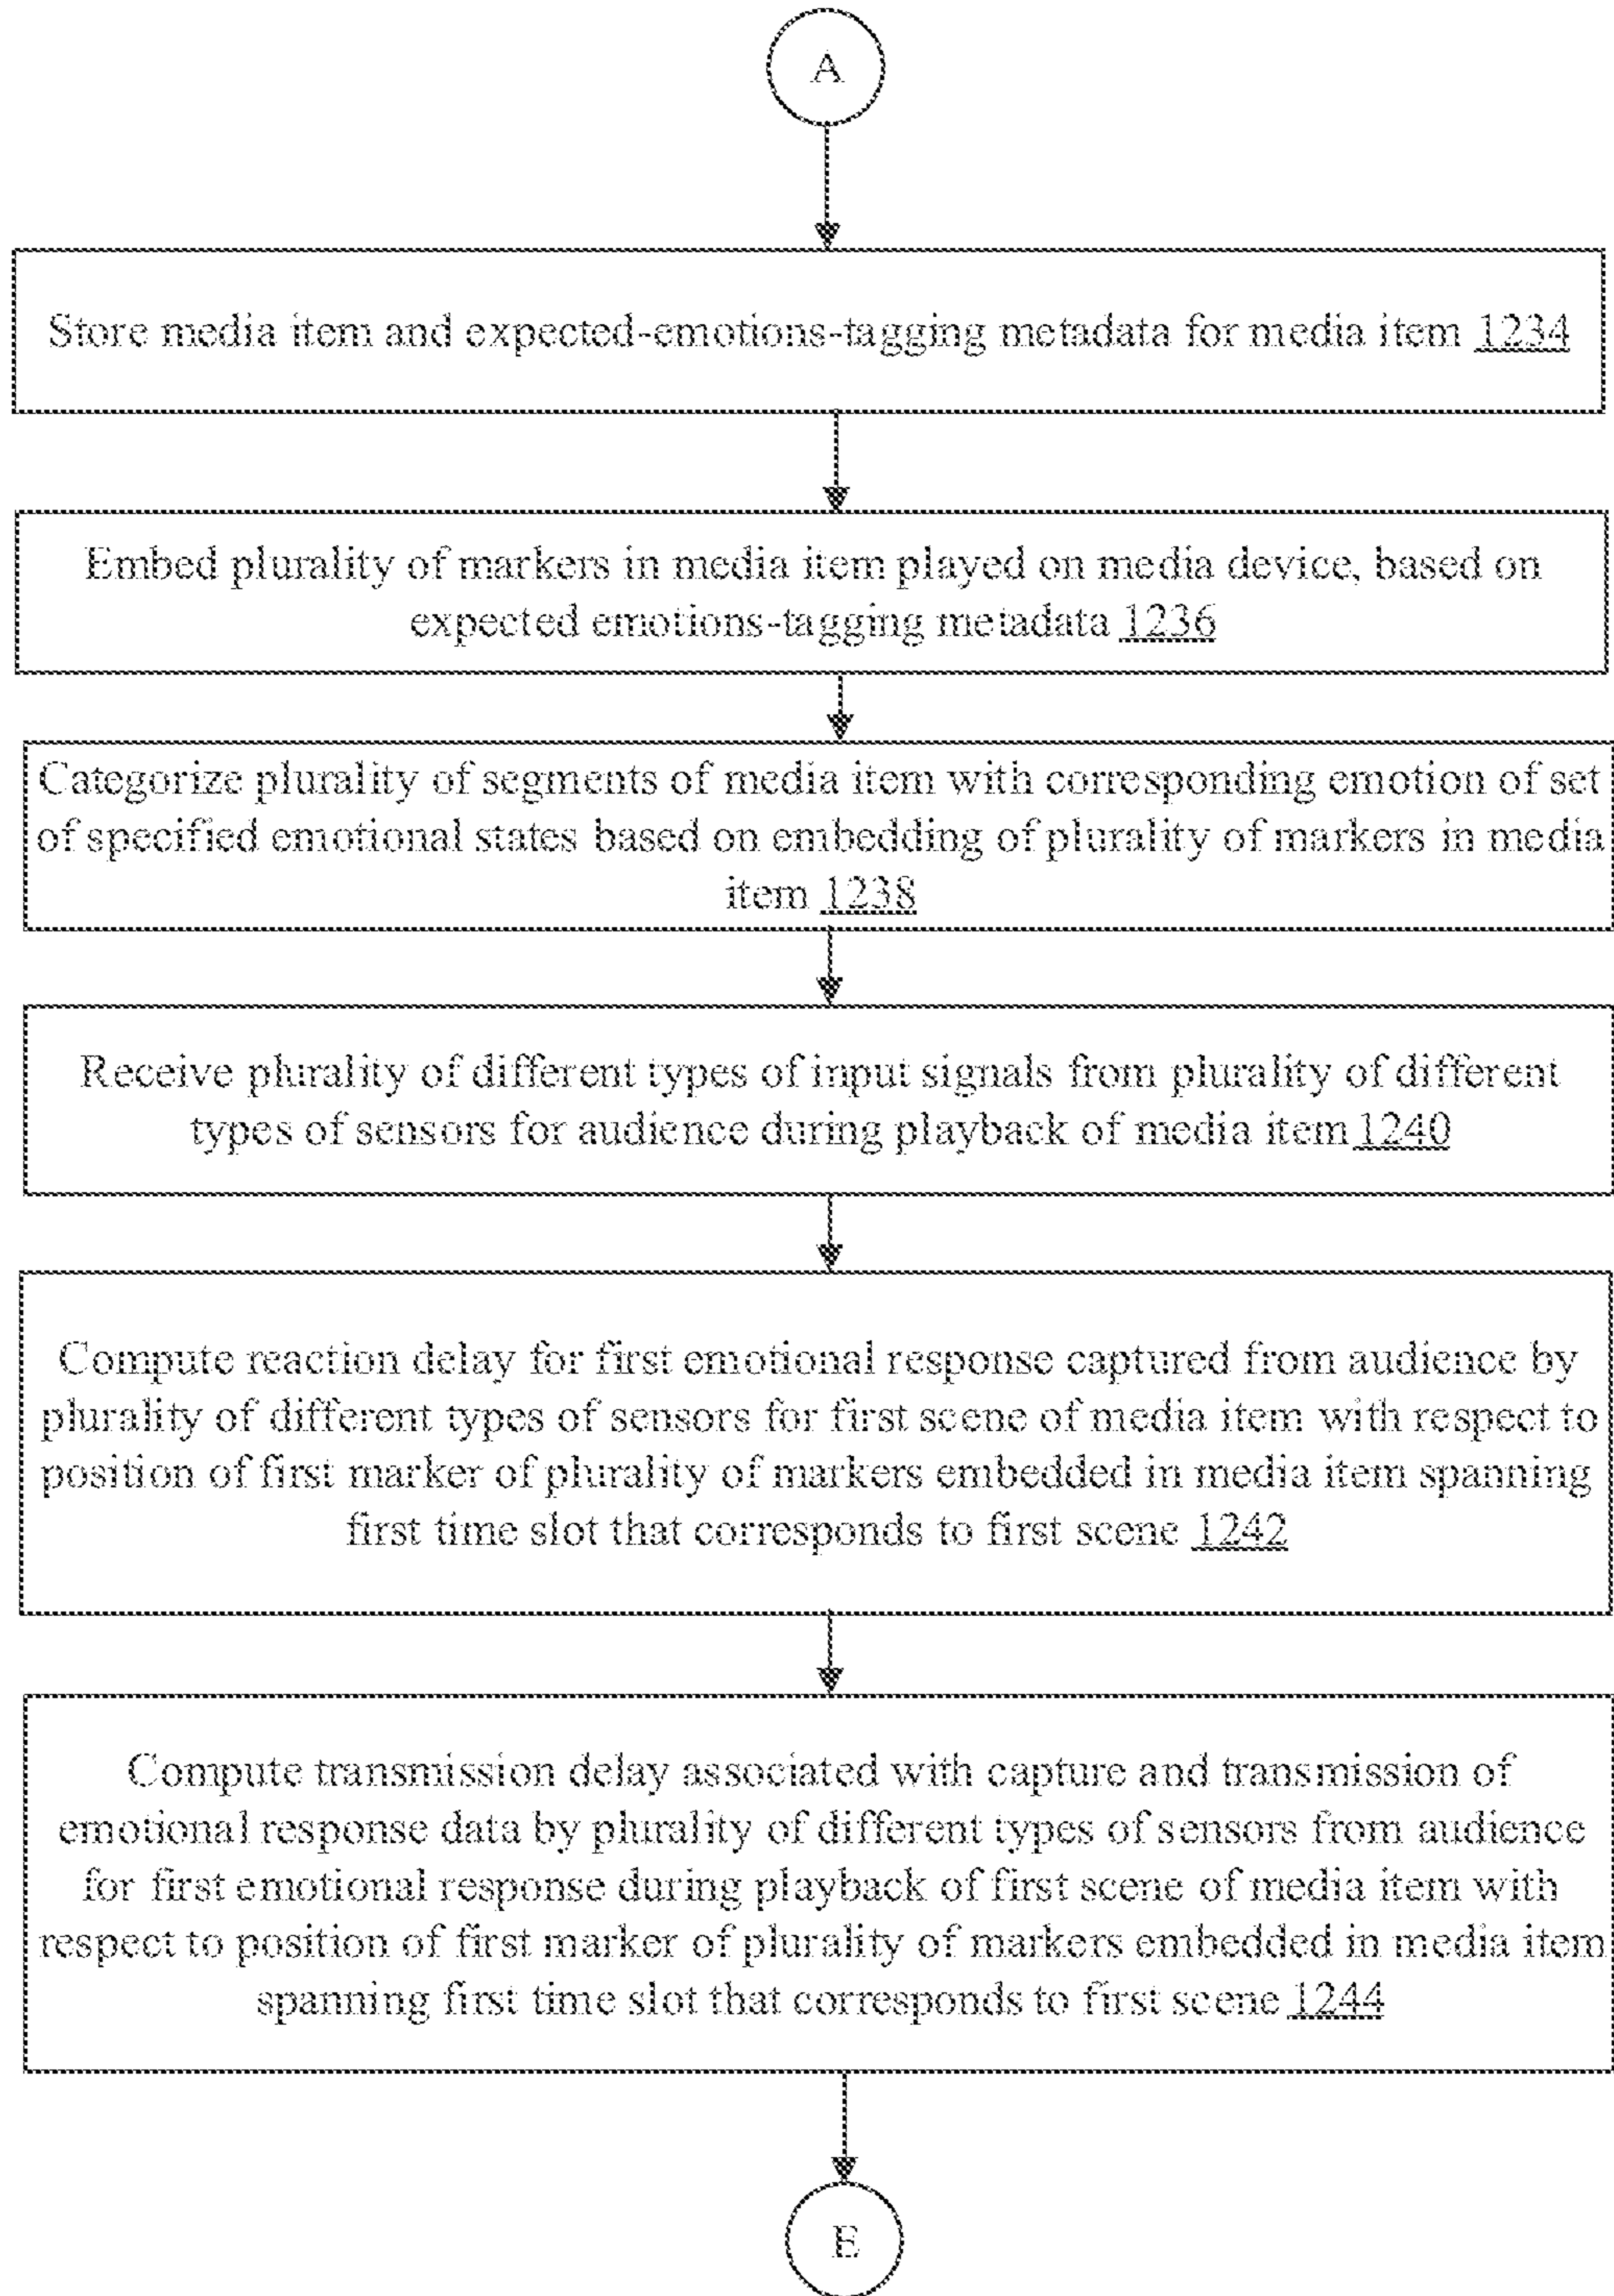 A
Store media item and expected-emotions-tagging metadata for media item 1234
Embed plurality of markers in media item played on media device, based on
expected emotions-tagging metadata 1236
Categorize plurality of segments of media item with corresponding emotion of set
of specified emotional states based on embedding of plurality of markers in media
item 1238
Receive plurality of different types of input signals from plurality of different
types of sensors for audience during playback of media item 1240
Compute reaction delay for first emotional response captured from audience by
plurality of different types of sensors for first scene of media item with respect to
position of first marker of plurality of markers embedded in media item spanning
first time slot that corresponds to first scene 1242
Compute transmission delay associated with capture and transmission of
emotional response data by plurality of different types of sensors from audience
for first emotional response during playback of first scene of media item with
respect to position of first marker of plurality of markers embedded in media item
spanning first time slot that corresponds to first scene 1244
E